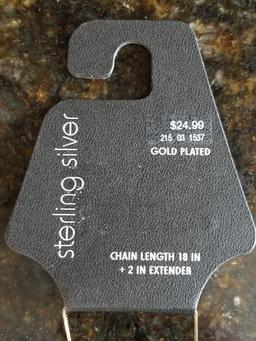 $24.99
215 03 1537
GOLD PLATED
sterling silver
CHAIN LENGTH 18 IN
+ 2 IN EXTENDER